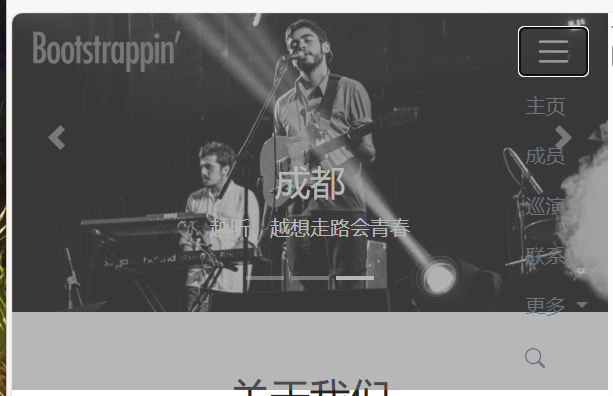 Bootstrappin'
主页
成员
成都
巡演
越听，越想走路会青春
联系
更多
关于我们